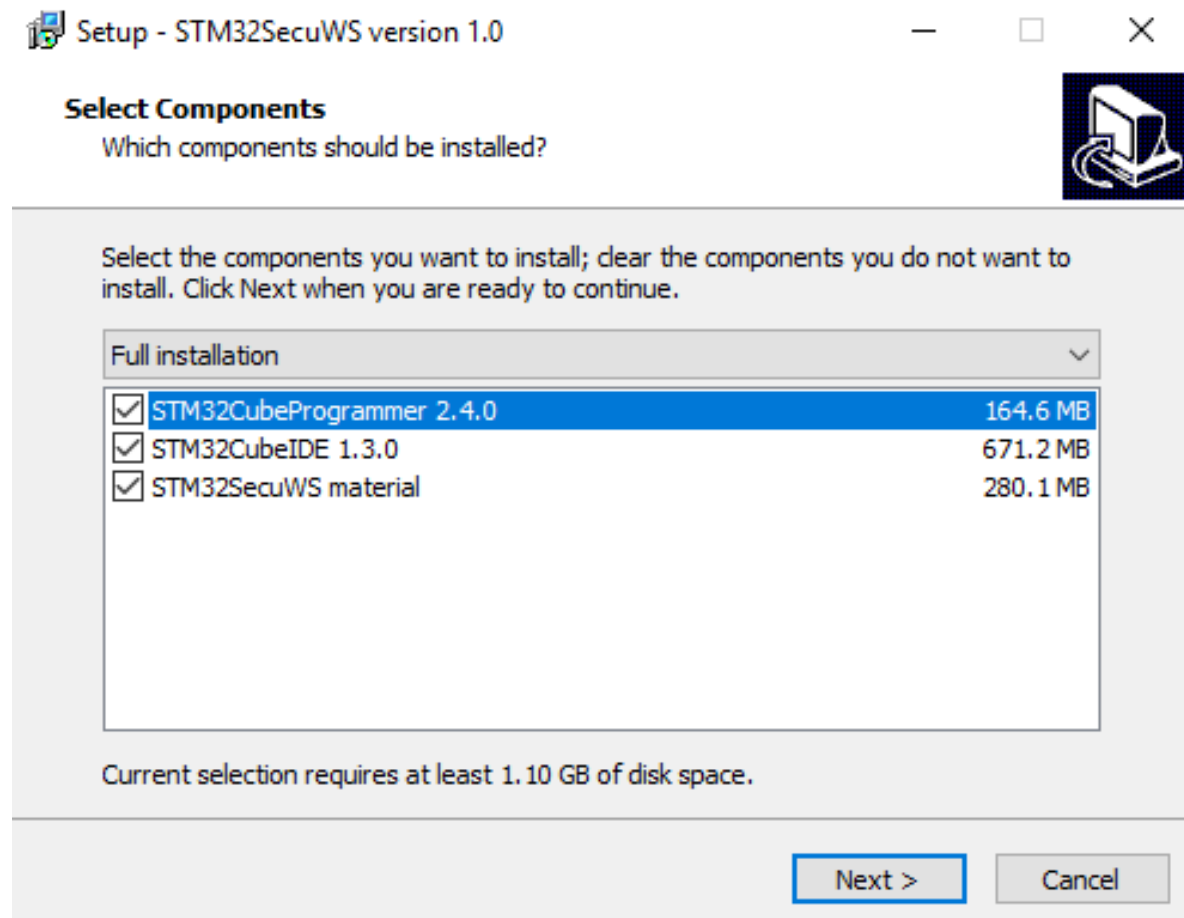 Setup - STM32SecuWS version 1.0
Select Components
Which components should be installed?
Select the components you want to install; clear the components you do not want to
install. Click Next when you are ready to continue.
Full installation
STM32CubeProgrammer 2.4.0 164.6 MB
STM32CubeIDE 1.3.0 671.2 MB
STM32SecuWS material 280.1 MB
Current selection requires at least 1.10 GB of disk space.
Next > Cancel